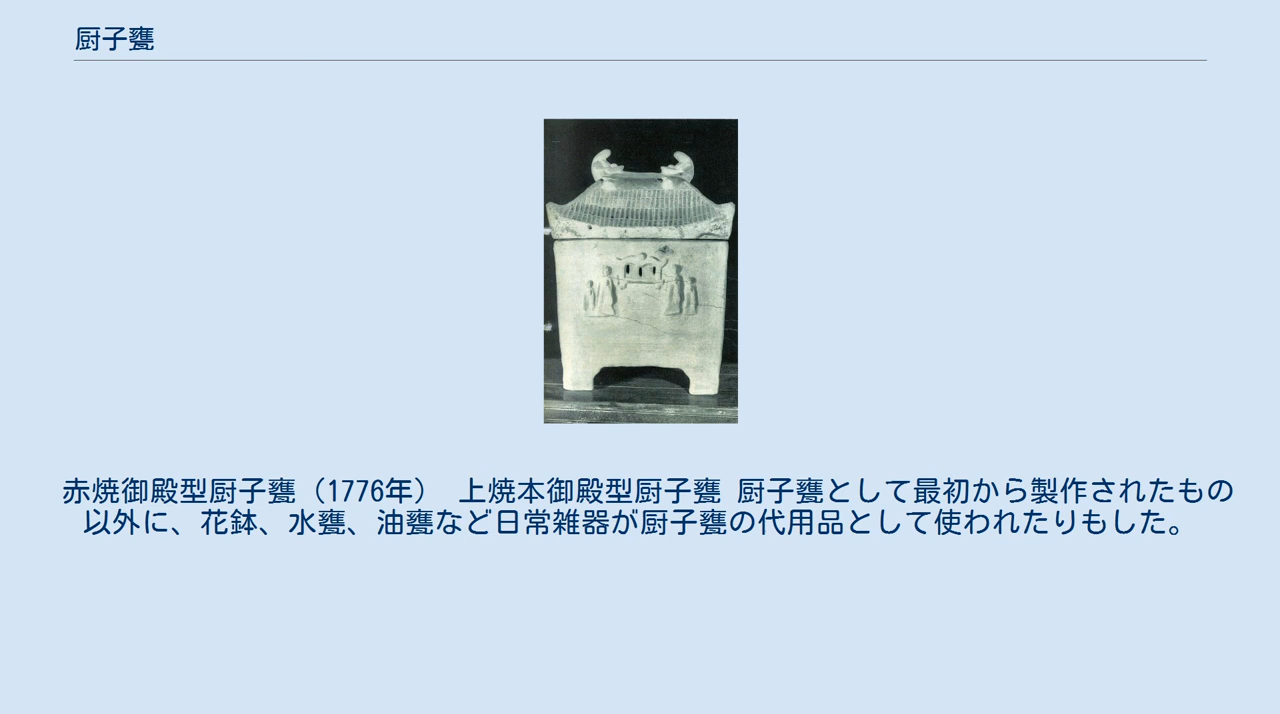 厨子甕
赤焼御殿型厨子甕（1776年）　上焼本御殿型厨子甕 厨子甕として最初から製作されたもの
以外に、花鉢、水甕、油甕など日常雑器が厨子甕の代用品として使われたりもした。